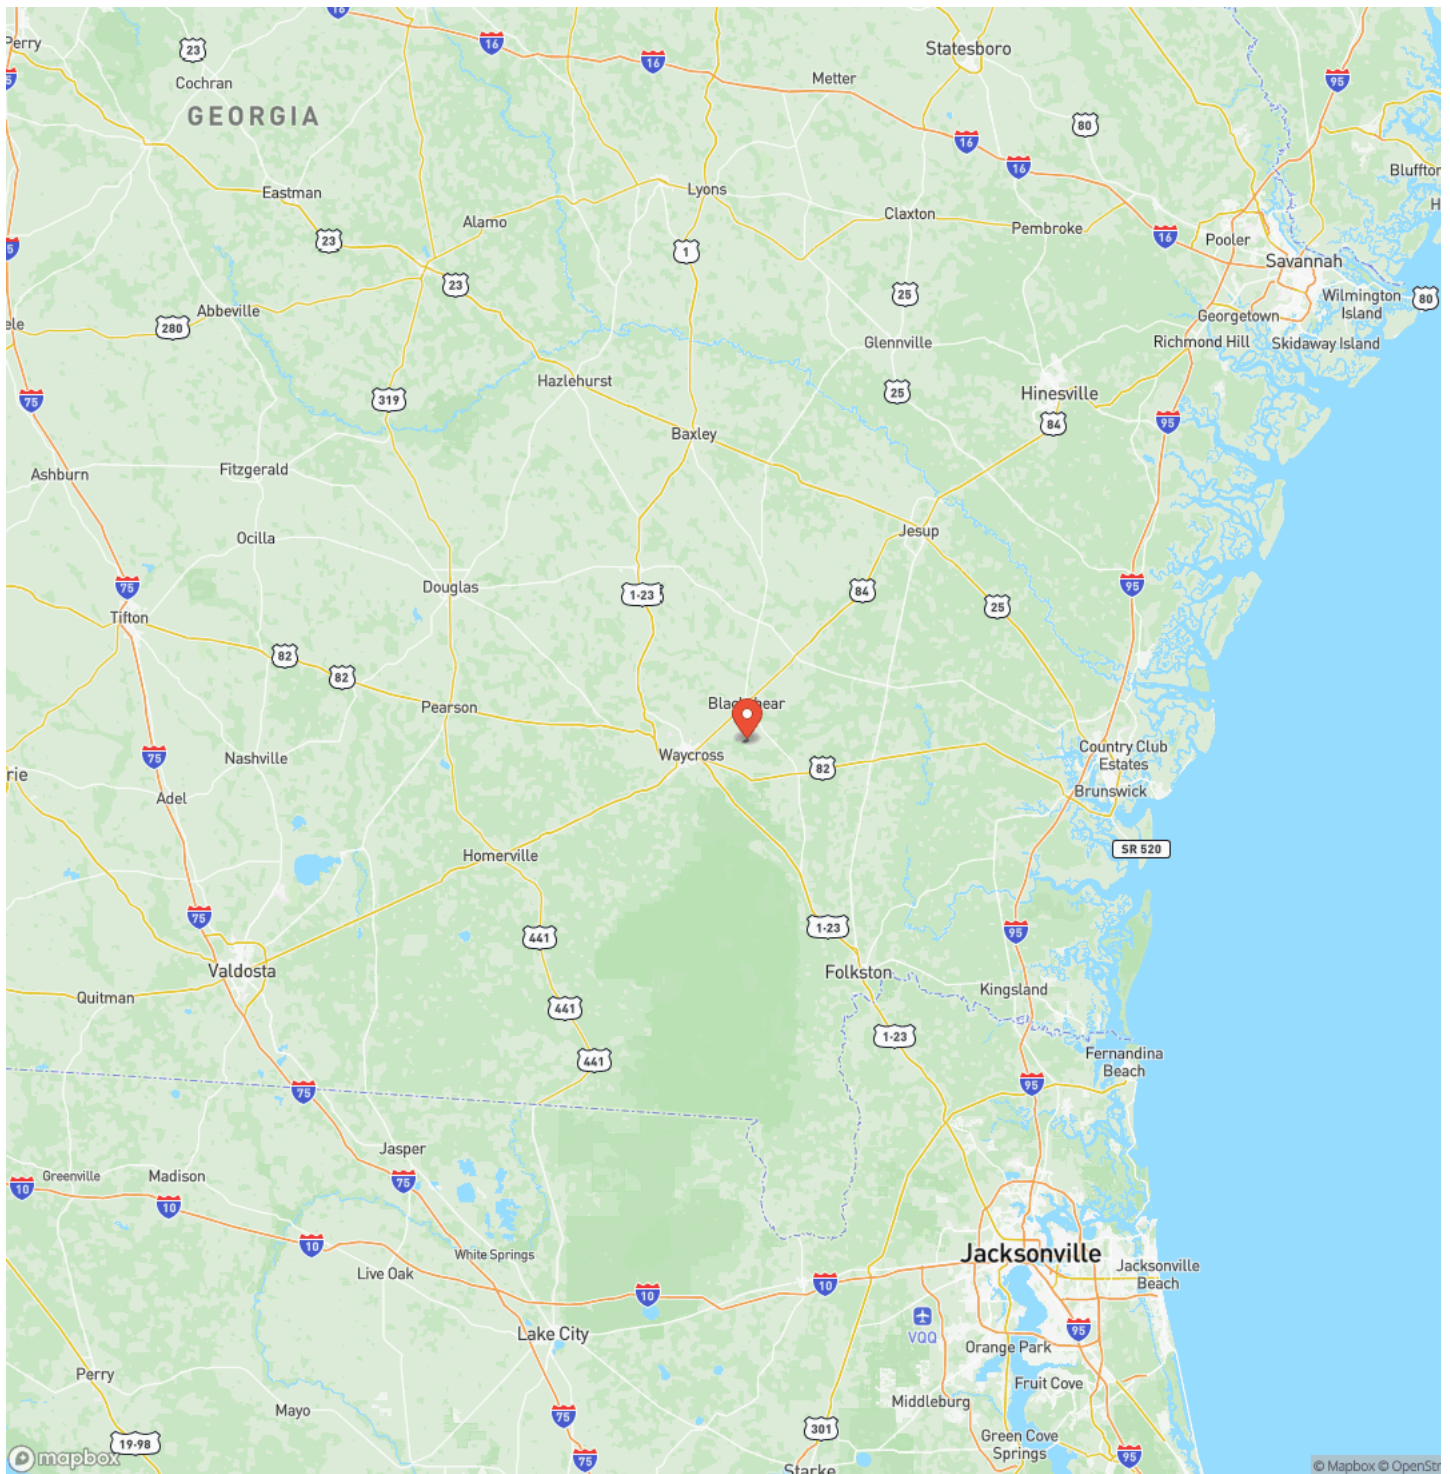 16
Perry
23
16
16
Statesboro
Metter
95
5
Cochran
GEORGIA
80
16
16
Bluffton
Eastman
Lyons
H
Alamo
Claxton
Pembroke
23
5
1
16
Pooler
Savannah
23
25
Abbeville
Wilmington
Island
80
280
Georgetown
ele
Glennville
Richmond Hill
Skidaway Island
Hazlehurst
25
Hinesville
75
319
84
95
Baxley
Ashburn
Fitzgerald
Jesup
Ocilla
75
Douglas
1-23
84
95
25
Tifton
82
82
Pearson
Waycross
82
Country Club
Estates
Nashville
75
rie
Adel
Brunswick
SR 520
Homerville
75
441
1-23
95
Valdosta
Folkston
Quitman
441
Kingsland
1-23
441
Fernandina
Beach
95
75
Jasper
Greenville
Madison
75
10
10
10
White Springs
Jacksonville
Live Oak
Jacksonville
Beach
10
10
VQQ
95
Lake City
Orange Park
Perry
Fruit Cove
Mayo
75
Middleburg
301
19-98
Green Cove
Springs
75
95
Starke
mapbox
© Mapbox © OpenStr